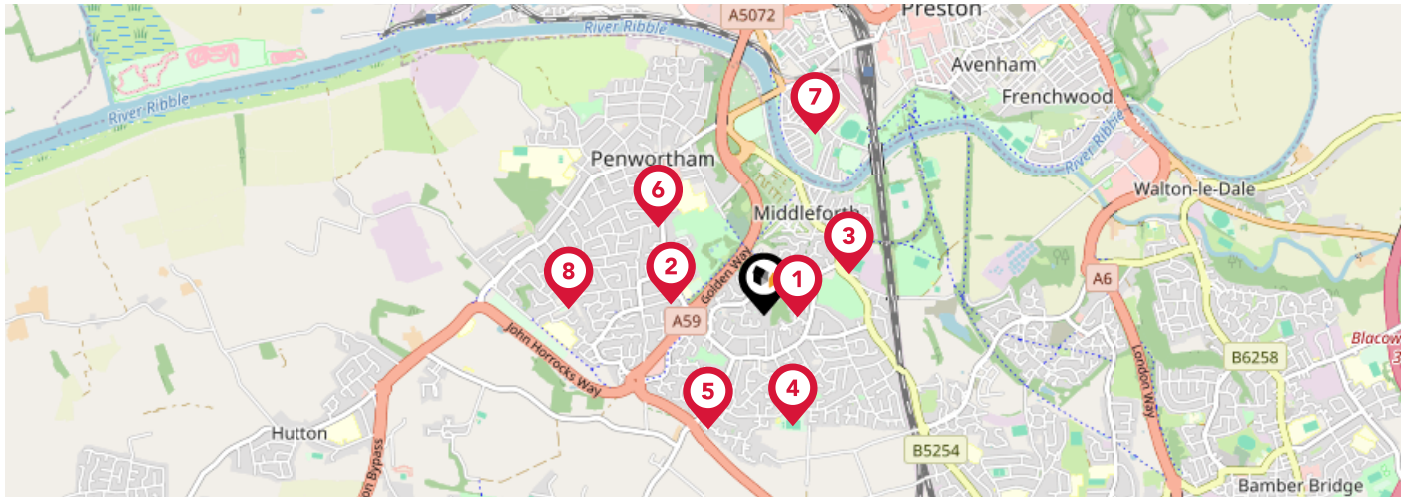 Preston
A5072
River Ribble
Avenham
Frenchwood
7
River Ribble
River Ribble
Penwortham
Walton-le-Dale
6
Middleforth
3
8
2
1
Golden Way
A6
A59
John Horrocks Way
B6258
London Way
5
4
Hutton
B5254
Bamber Bridge